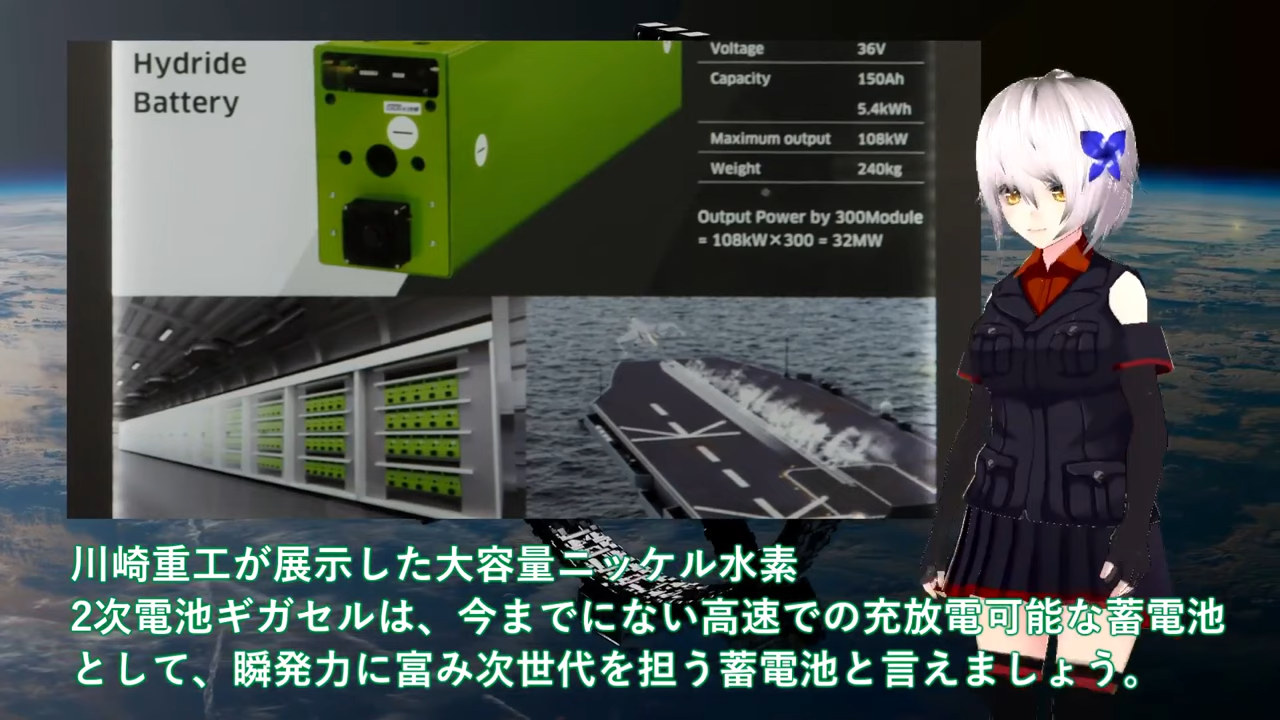 Hydride
Battery
Voltage 36V
Capacity 150Ah
5.4kWh
Maximum output 108kW
Weight 240kg
Output Power by 300Module
= 108kW×300 = 32MW
川崎重工が展示した大容量ニッケル水素
2次電池ギガセルは、今までにない高速での充放電可能な蓄電池
として、瞬発力に富み次世代を担う蓄電池と言えましょう。